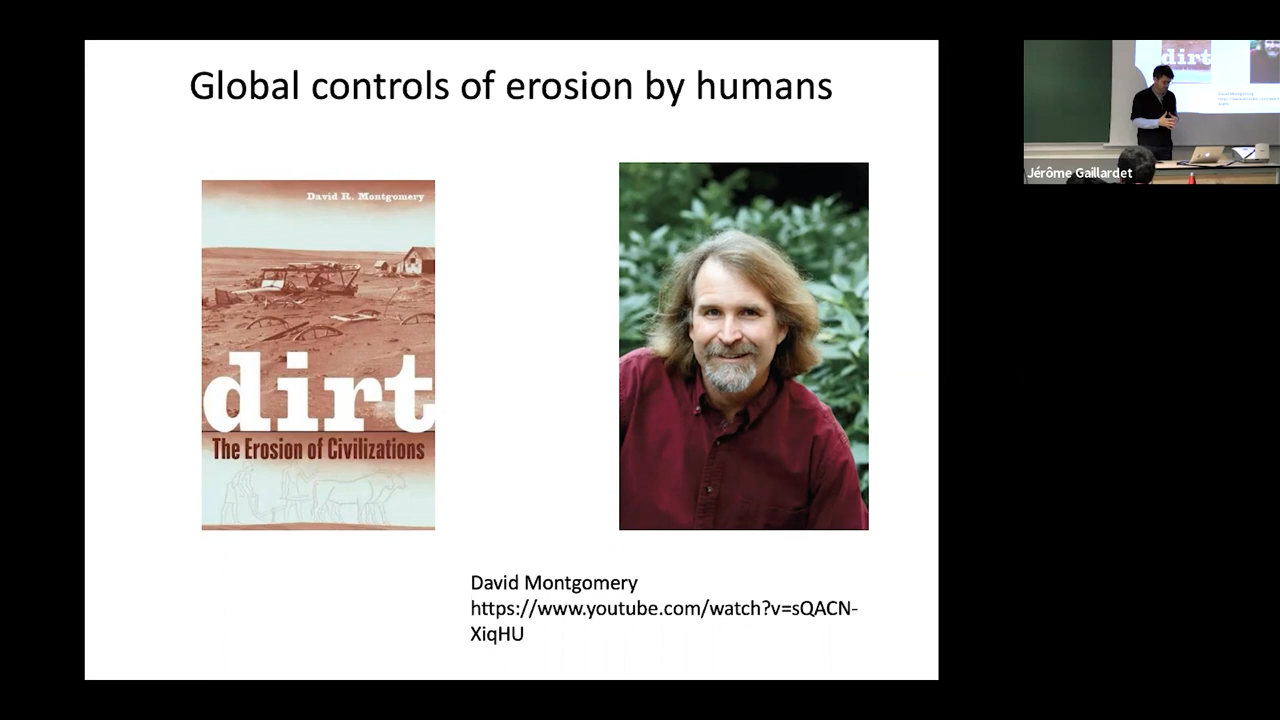 Global controls of erosion by humans
David R. Montgomery
dirt
The Erosion of Civilizations
David Montgomery
https://www.youtube.com/watch?v=sQACN-
XiqHU
dirt
Jérôme Gaillardet